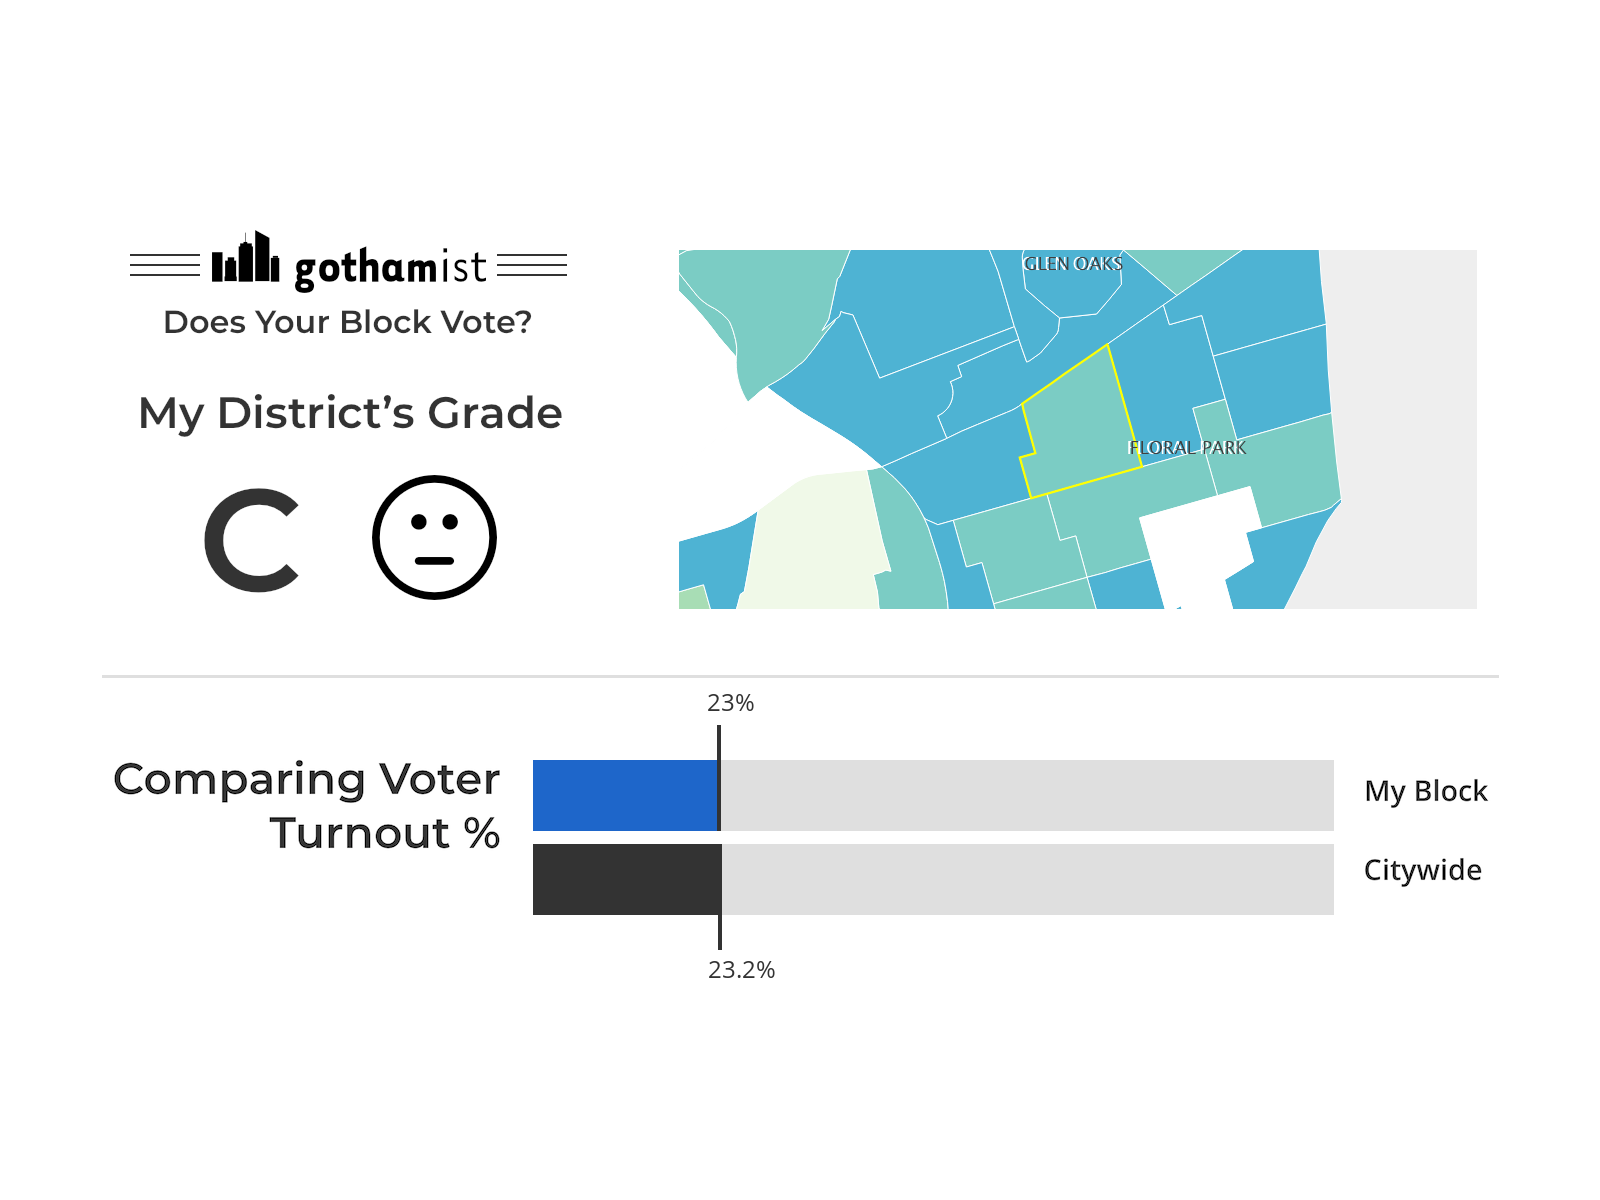 gothamist
Does Your Block Vote?
My District's Grade
C
GLEN OAKS
FLORAL PARK
23%
Comparing Voter
Turnout %
My Block
Citywide
23.2%